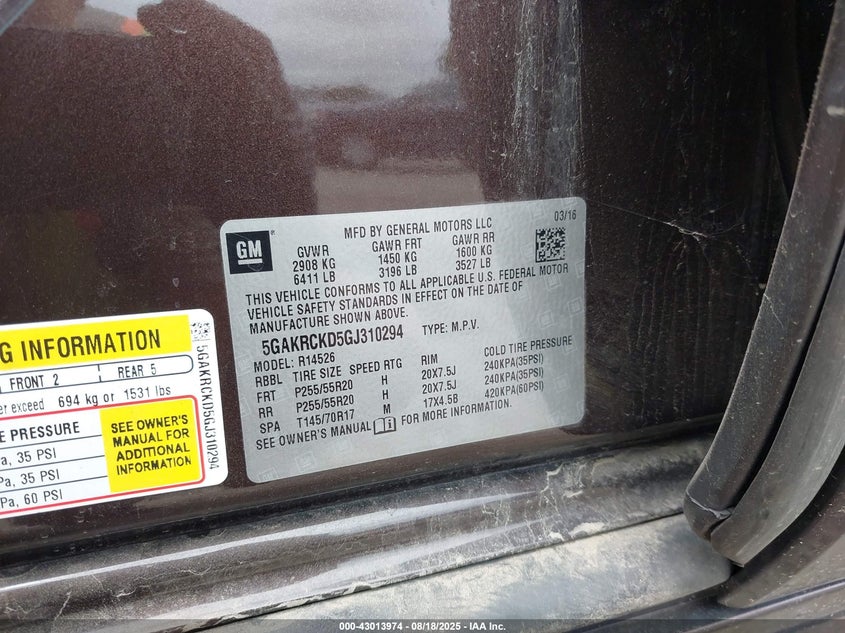 MFD BY GENERAL MOTORS LLC
03/16
GM
GVWR GAWR FRT GAWR RR
2908 KG 1450 KG 1600 KG
6411 LB 3196 LB 3527 LB
THIS VEHICLE CONFORMS TO ALL APPLICABLE U.S. FEDERAL MOTOR
VEHICLE SAFETY STANDARDS IN EFFECT ON THE DATE OF
MANUFACTURE SHOWN ABOVE.
5GAKRCKD5GJ310294 TYPE: M.P.V.
MODEL: R14526
RBBL TIRE SIZE SPEED RTG RIM COLD TIRE PRESSURE
FRT P255/55R20 H 20X7.5J 240KPA(35PSI)
RR P255/55R20 H 20X7.5J 240KPA(35PSI)
SPA T145/70R17 M 17X4.5B 420KPA(60PSI)
SEE OWNER'S MANUAL i FOR MORE INFORMATION.
G INFORMATION
FRONT 2 REAR 5
er exceed 694 kg or 1531 lbs
E PRESSURE
a, 35 PSI
Pa, 35 PSI
Pa, 60 PSI
SEE OWNER'S
MANUAL FOR
ADDITIONAL
INFORMATION
5GAKRCKD5GJ310294
000-43013974 - 08/18/2025 - IAA Inc.